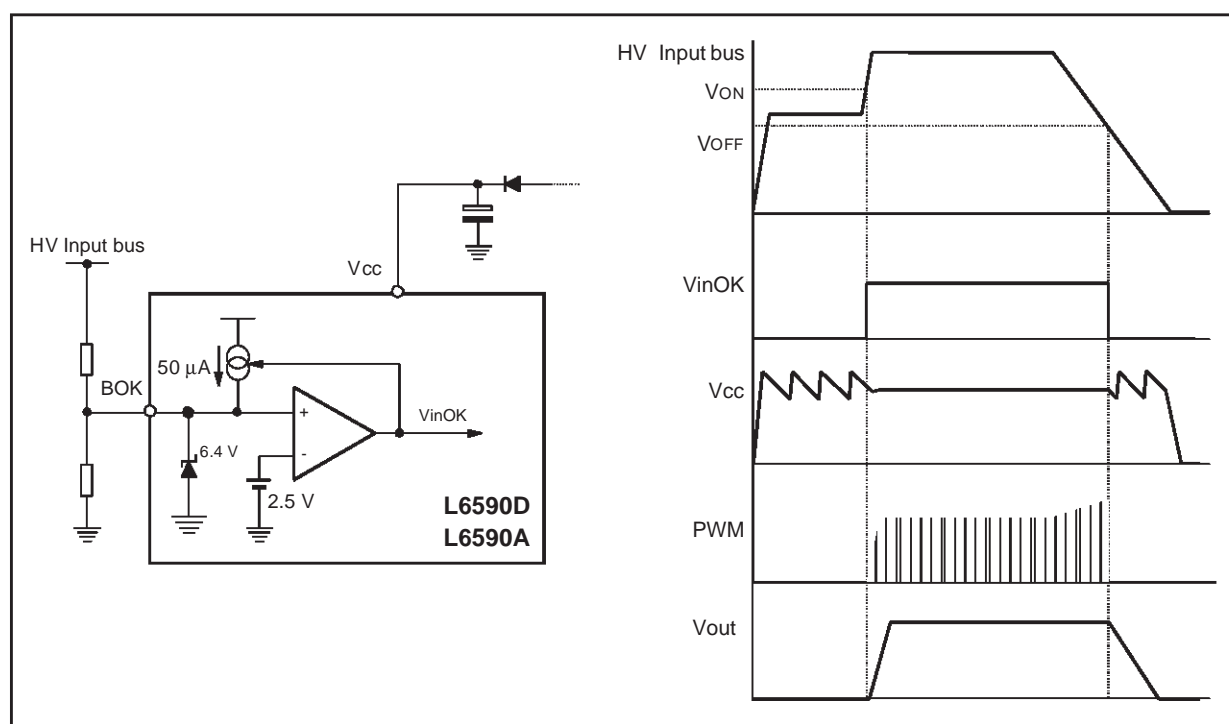 HV Input bus
Vcc
50 µA
BOK
+
-
6.4 V
2.5 V
VinOK
L6590D
L6590A
HV Input bus
VON
VOFF
VinOK
Vcc
PWM
Vout